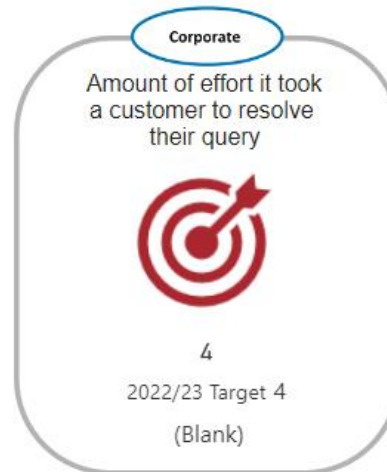 Corporate
Amount of effort it took
a customer to resolve
their query
4
2022/23 Target 4
(Blank)